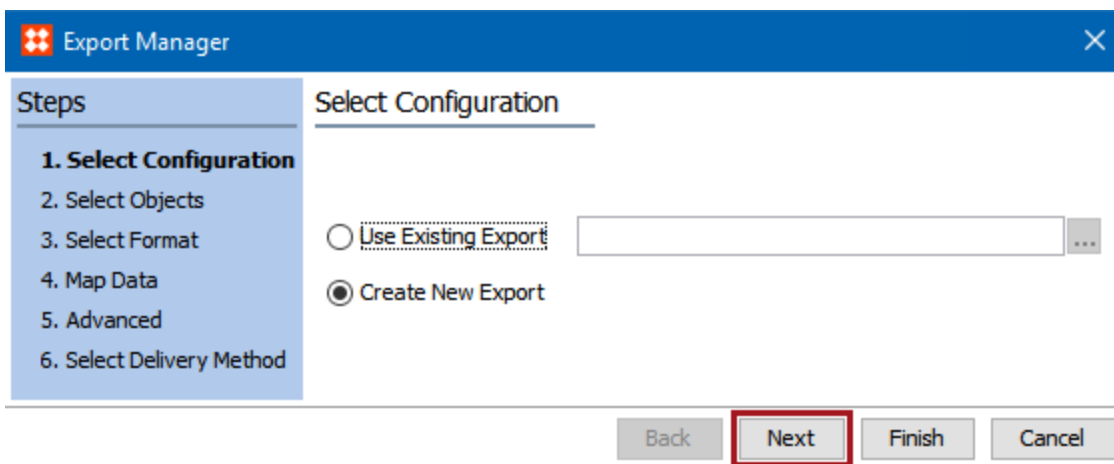 Export Manager
Steps
1. Select Configuration
2. Select Objects
3. Select Format
4. Map Data
5. Advanced
6. Select Delivery Method
Select Configuration
Use Existing Export
...
Create New Export
Back Next Finish Cancel